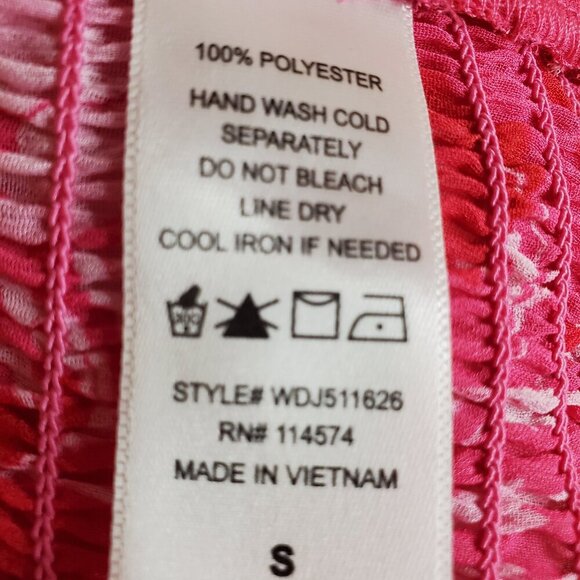 100% POLYESTER
HAND WASH COLD
SEPARATELY
DO NOT BLEACH
LINE DRY
COOL IRON IF NEEDED
STYLE# WDJ511626
RN# 114574
MADE IN VIETNAM
S